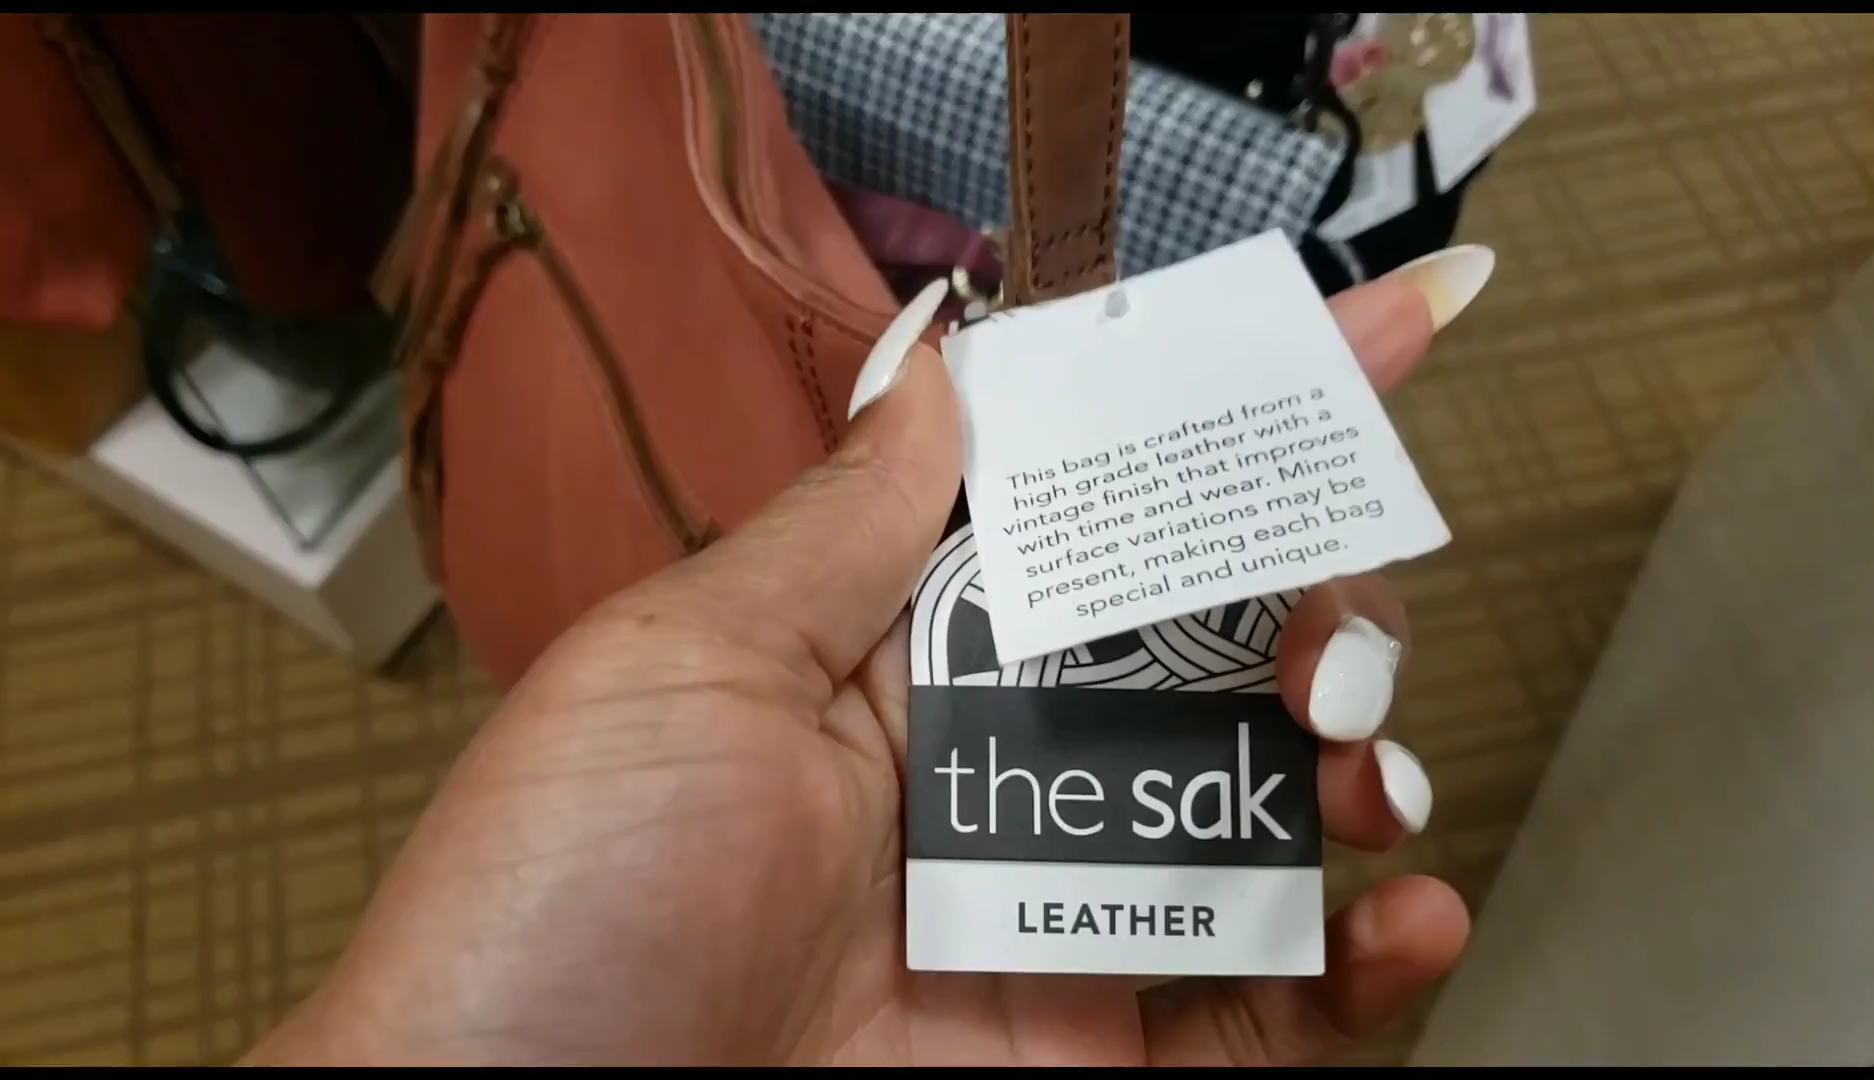 This bag is crafted from a
high grade leather with a
vintage finish that improves
with time and wear. Minor
surface variations may be
present, making each bag
special and unique.
the sak
LEATHER